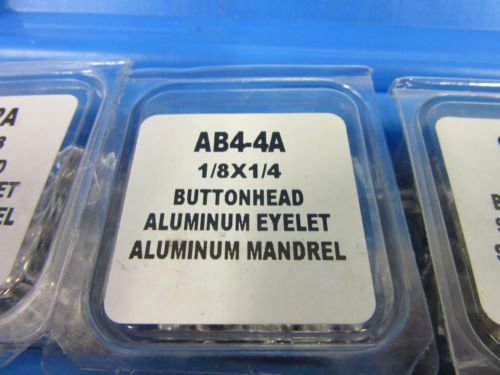 AB4-4A
1/8X1/4
BUTTONHEAD
ALUMINUM EYELET
ALUMINUM MANDREL